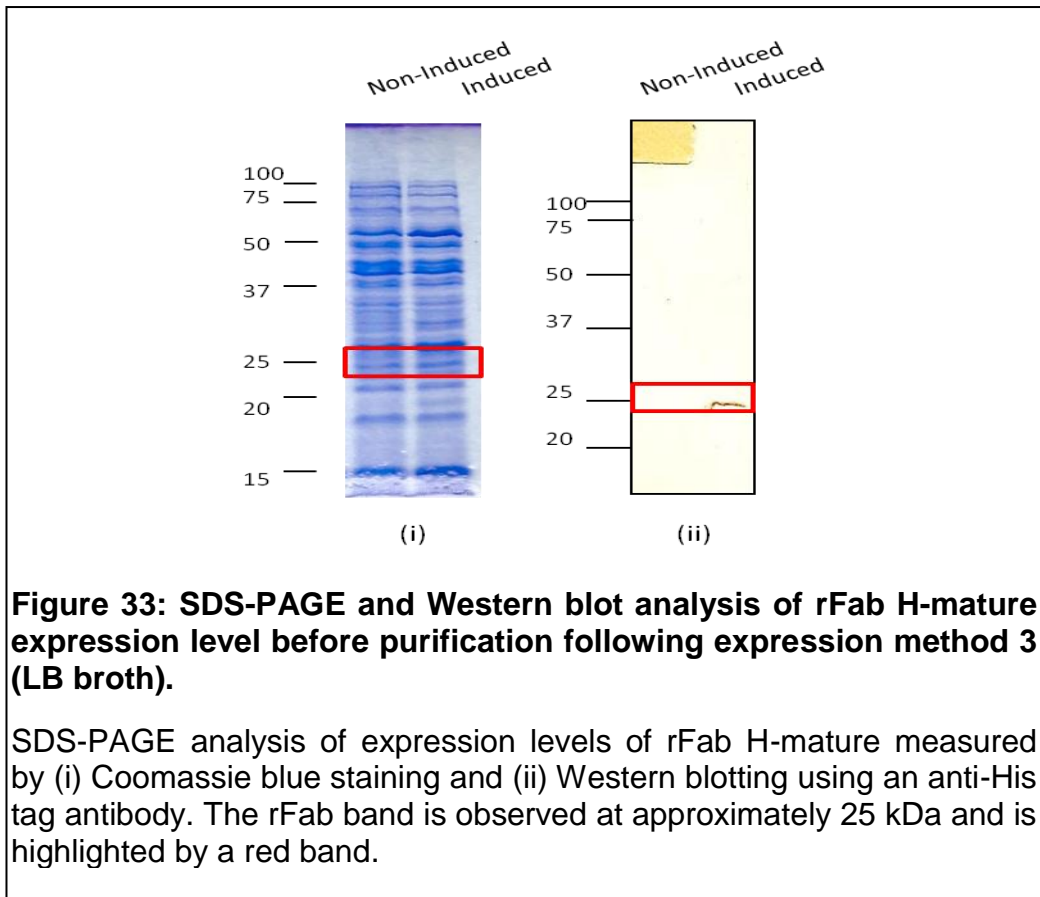 Non-Induced Induced
Non-Induced Induced
100
75
50
37
25
20
15
100
75
50
37
25
20
(i)
(ii)
Figure 33: SDS-PAGE and Western blot analysis of rFab H-mature
expression level before purification following expression method 3
(LB broth).
SDS-PAGE analysis of expression levels of rFab H-mature measured
by (i) Coomassie blue staining and (ii) Western blotting using an anti-His
tag antibody. The rFab band is observed at approximately 25 kDa and is
highlighted by a red band.